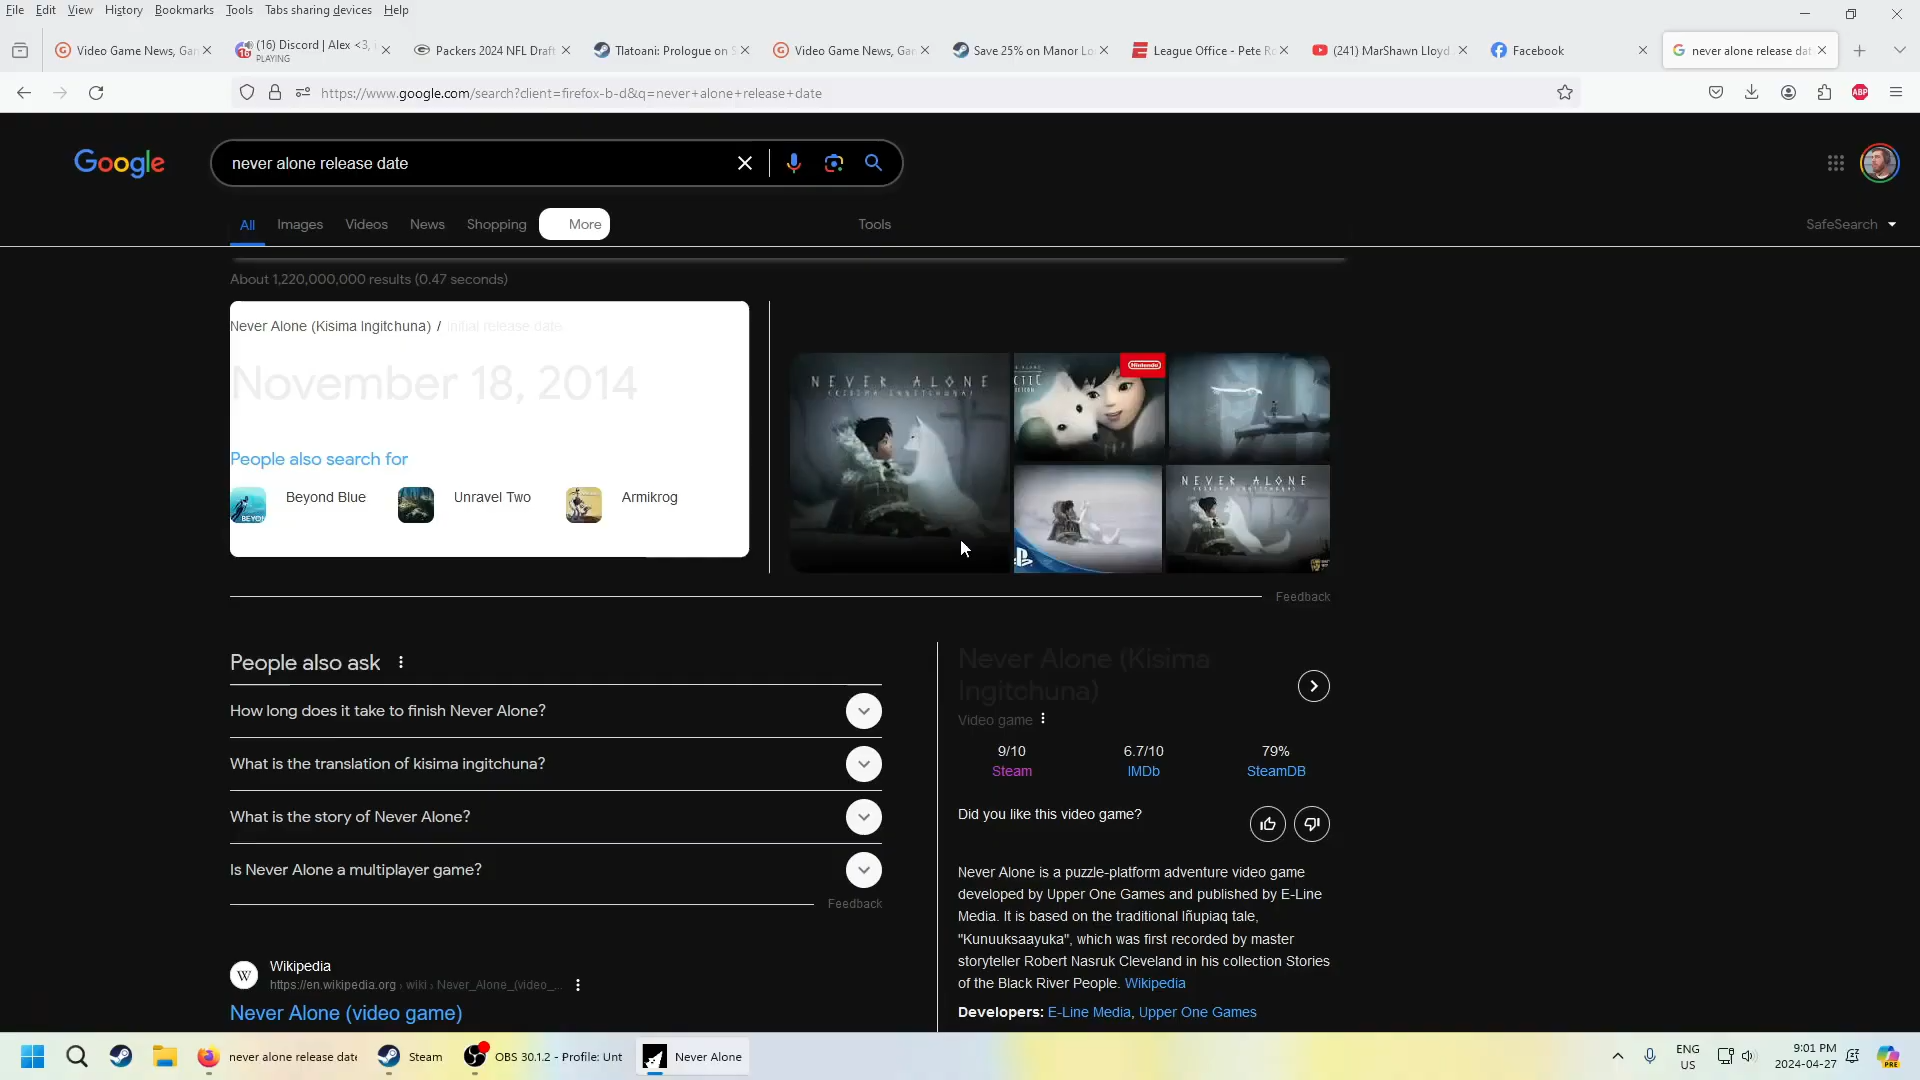 File Edit View History Bookmarks Tools Tabs sharing devices Help
Video Game News, Gar
(16) Discord | Alex <3,
PLAYING
Packers 2024 NFL Draft
Tlatoani: Prologue on S
Video Game News, Gar
Save 25% on Manor Lo
League Office - Pete R
(241) MarShawn Lloyd
Facebook
never alone release dat
https://www.google.com/search?client=firefox-b-d&q=never+alone+release+date
ABP
Google
never alone release date
All Images Videos News Shopping More Tools SafeSearch
About 1,220,000,000 results (0.47 seconds)
Never Alone (Kisima Ingitchuna) / Initial release date
November 18, 2014
People also search for
Beyond Blue
Unravel Two
Armikrog
BEYON
NEVER ALONE
(KISIMA INGITCHUNA)
Nintendo
NEVER ALONE
Feedback
People also ask
How long does it take to finish Never Alone?
What is the translation of kisima ingitchuna?
What is the story of Never Alone?
Is Never Alone a multiplayer game?
Feedback
W
Wikipedia
https://en.wikipedia.org › wiki › Never_Alone_(video_...
Never Alone (video game)
Never Alone (Kisima
Ingitchuna)
Video game
9/10 6.7/10 79%
Steam IMDb SteamDB
Did you like this video game?
Never Alone is a puzzle-platform adventure video game
developed by Upper One Games and published by E-Line
Media. It is based on the traditional Iñupiaq tale,
"Kunuuksaayuka", which was first recorded by master
storyteller Robert Nasruk Cleveland in his collection Stories
of the Black River People. Wikipedia
Developers: E-Line Media, Upper One Games
never alone release date
Steam
OBS 30.1.2 - Profile: Unt
Never Alone
ENG
US
9:01 PM
2024-04-27
PRE